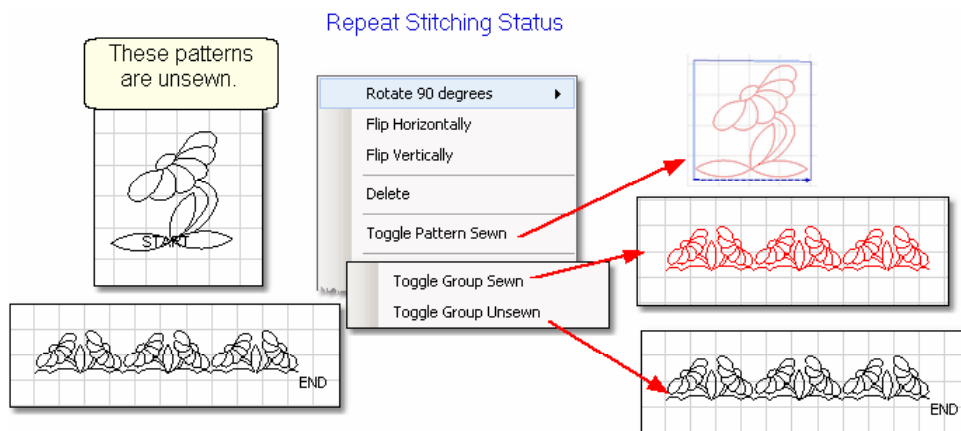 Repeat Stitching Status
These patterns
are unsewn.
START
END
Rotate 90 degrees
Flip Horizontally
Flip Vertically
Delete
Toggle Pattern Sewn
Toggle Group Sewn
Toggle Group Unsewn
END